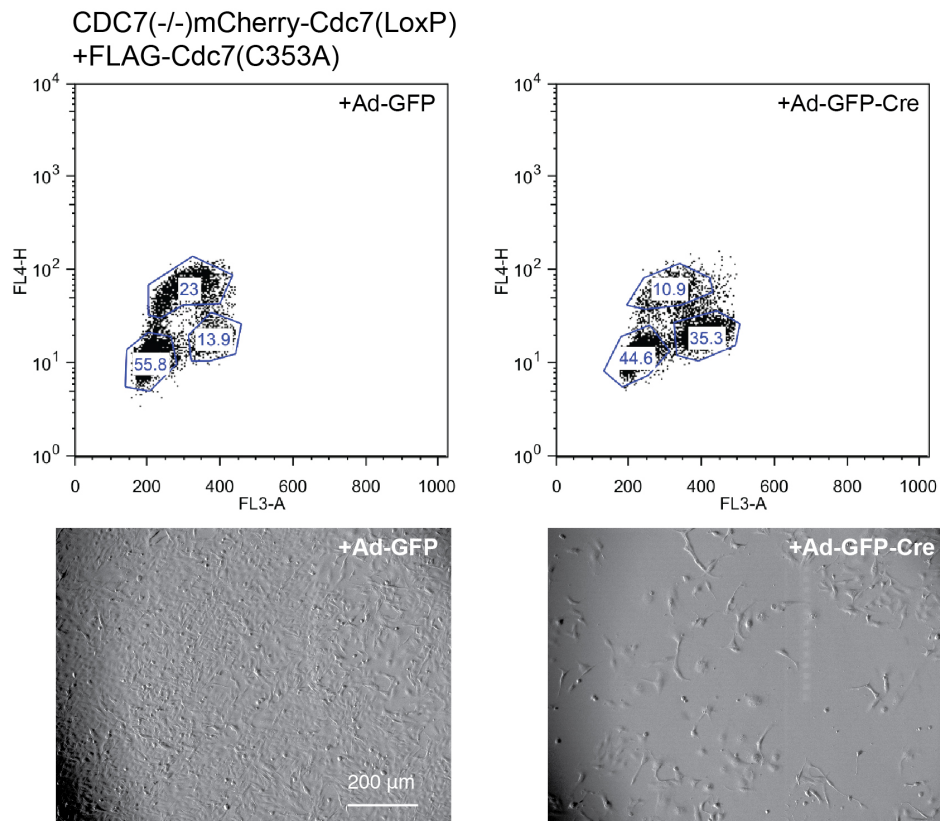 CDC7(-/-)mCherry-Cdc7(LoxP)
+FLAG-Cdc7(C353A)
+Ad-GFP
10⁴
10³
10²
10¹
10⁰
FL4-H
23
13.9
55.8
0 200 400 600 800 1000
FL3-A
+Ad-GFP-Cre
10⁴
10³
10²
10¹
10⁰
FL4-H
10.9
35.3
44.6
0 200 400 600 800 1000
FL3-A
+Ad-GFP
200 µm
+Ad-GFP-Cre